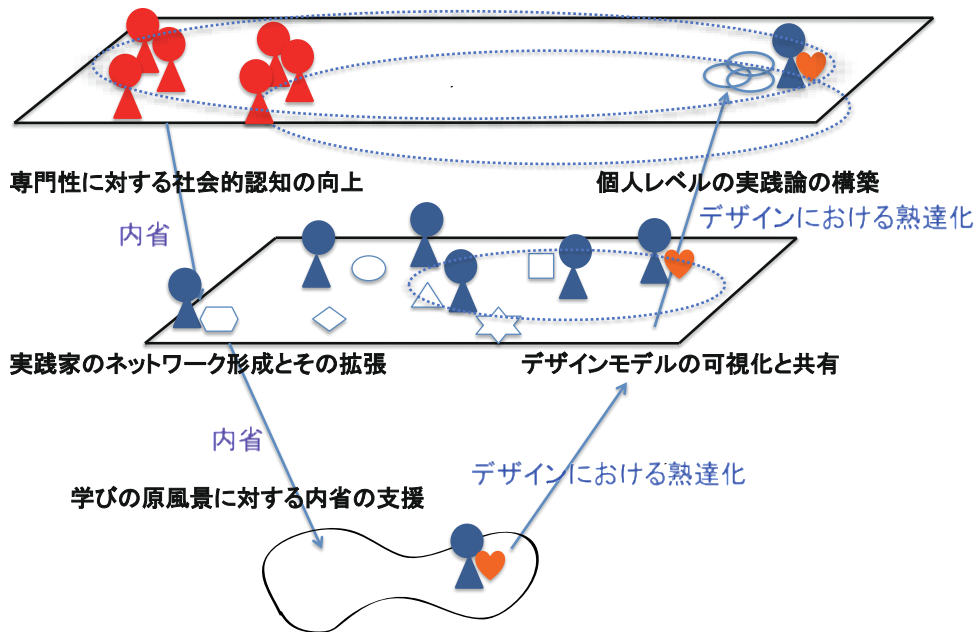 専門性に対する社会的認知の向上
個人レベルの実践論の構築
内省
デザインにおける熟達化
実践家のネットワーク形成とその拡張
デザインモデルの可視化と共有
内省
デザインにおける熟達化
学びの原風景に対する内省の支援